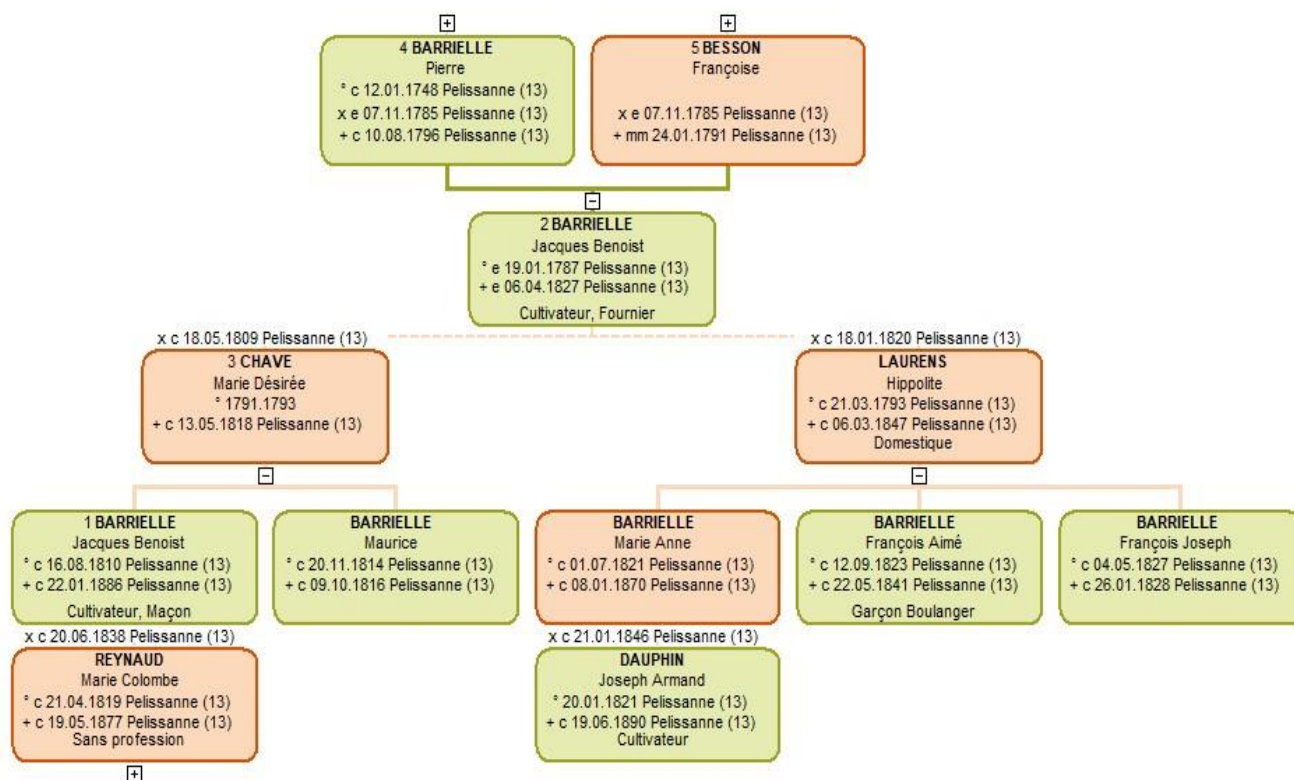 4 BARRIELLE
Pierre
° c 12.01.1748 Pelissanne (13)
x e 07.11.1785 Pelissanne (13)
+ c 10.08.1796 Pelissanne (13)
5 BESSON
Françoise
x e 07.11.1785 Pelissanne (13)
+ mm 24.01.1791 Pelissanne (13)
2 BARRIELLE
Jacques Benoist
° e 19.01.1787 Pelissanne (13)
+ e 06.04.1827 Pelissanne (13)
Cultivateur, Fournier
x c 18.05.1809 Pelissanne (13)
3 CHAVE
Marie Désirée
° 1791.1793
+ c 13.05.1818 Pelissanne (13)
x c 18.01.1820 Pelissanne (13)
LAURENS
Hippolite
° c 21.03.1793 Pelissanne (13)
+ c 06.03.1847 Pelissanne (13)
Domestique
1 BARRIELLE
Jacques Benoist
° c 16.08.1810 Pelissanne (13)
+ c 22.01.1886 Pelissanne (13)
Cultivateur, Maçon
x c 20.06.1838 Pelissanne (13)
REYNAUD
Marie Colombe
° c 21.04.1819 Pelissanne (13)
+ c 19.05.1877 Pelissanne (13)
Sans profession
BARRIELLE
Maurice
° c 20.11.1814 Pelissanne (13)
+ c 09.10.1816 Pelissanne (13)
BARRIELLE
Marie Anne
° c 01.07.1821 Pelissanne (13)
+ c 08.01.1870 Pelissanne (13)
x c 21.01.1846 Pelissanne (13)
DAUPHIN
Joseph Armand
° 20.01.1821 Pelissanne (13)
+ c 19.06.1890 Pelissanne (13)
Cultivateur
BARRIELLE
François Aimé
° c 12.09.1823 Pelissanne (13)
+ c 22.05.1841 Pelissanne (13)
Garçon Boulanger
BARRIELLE
François Joseph
° c 04.05.1827 Pelissanne (13)
+ c 26.01.1828 Pelissanne (13)